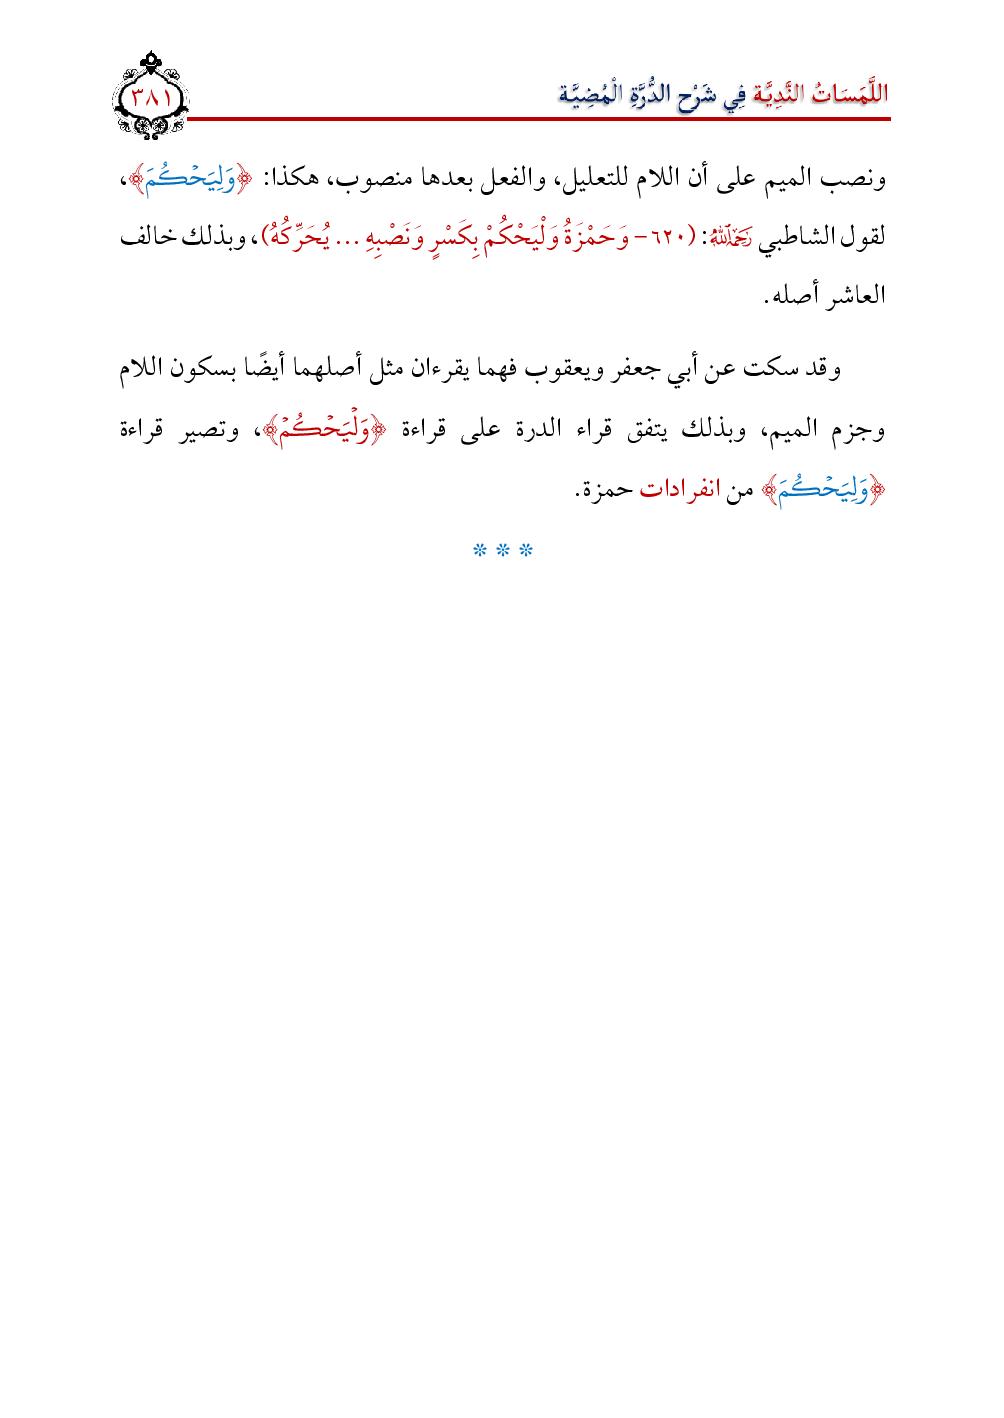 اللَّمَسَاتُ النَّدِيَّة فِي شَرْح الدُّرَّةِ الْمُضِيَّة
٣٨١
ونصب الميم على أن اللام للتعليل، والفعل بعدها منصوب، هكذا: ﴿وَلِيَحۡكُمَ﴾،
لقول الشاطبي رَحِمَهُ ٱللَّهُ: (٦٢٠- وَحَمْزَةُ وَلْيَحْكُمْ بِكَسْرٍ وَنَصْبِهِ ... يُحَرِّكُهُ)، وبذلك خالف
العاشر أصله.
وقد سكت عن أبي جعفر ويعقوب فهما يقرءان مثل أصلهما أيضًا بسكون اللام
وجزم الميم، وبذلك يتفق قراء الدرة على قراءة ﴿وَلۡيَحۡكُمۡ﴾، وتصير قراءة
﴿وَلِيَحۡكُمَ﴾ من انفرادات حمزة.
* * *